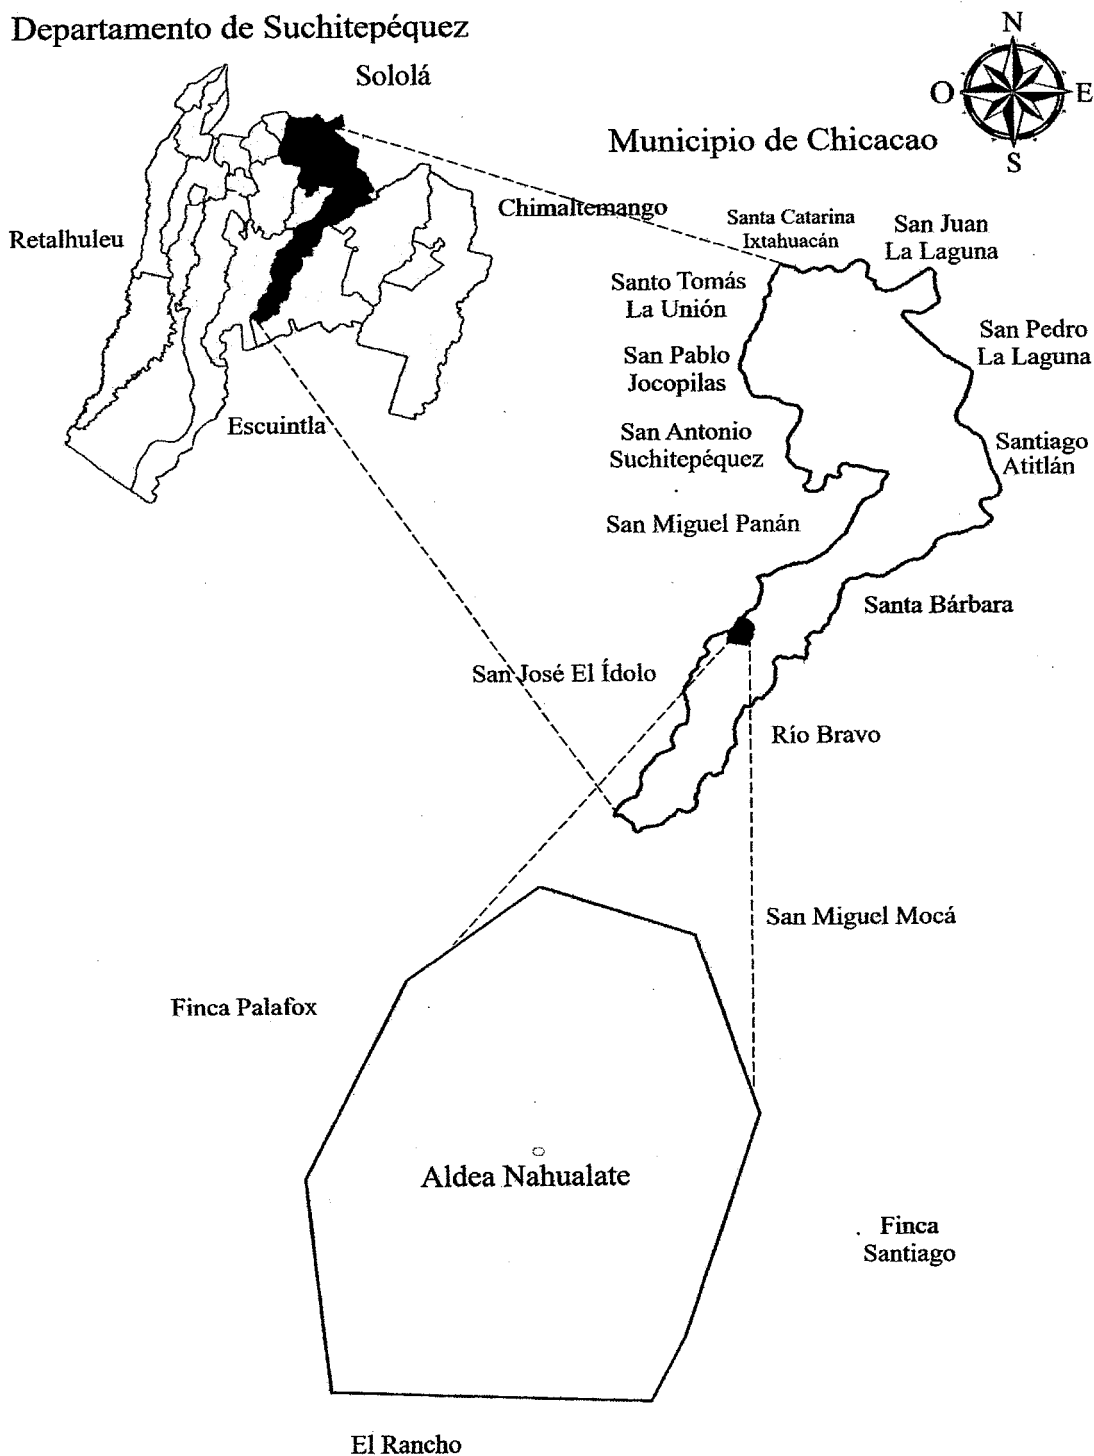 Departamento de Suchitepéquez
Sololá
N
O
E
S
Municipio de Chicacao
Retalhuleu
Chimaltemango
Escuintla
Santa Catarina
Ixtahuacán
San Juan
La Laguna
Santo Tomás
La Unión
San Pedro
La Laguna
San Pablo
Jocopilas
San Antonio
Suchitepéquez
Santiago
Atitlán
San Miguel Panán
Santa Bárbara
San José El Ídolo
Río Bravo
San Miguel Mocá
Finca Palafox
Aldea Nahualate
Finca
Santiago
El Rancho